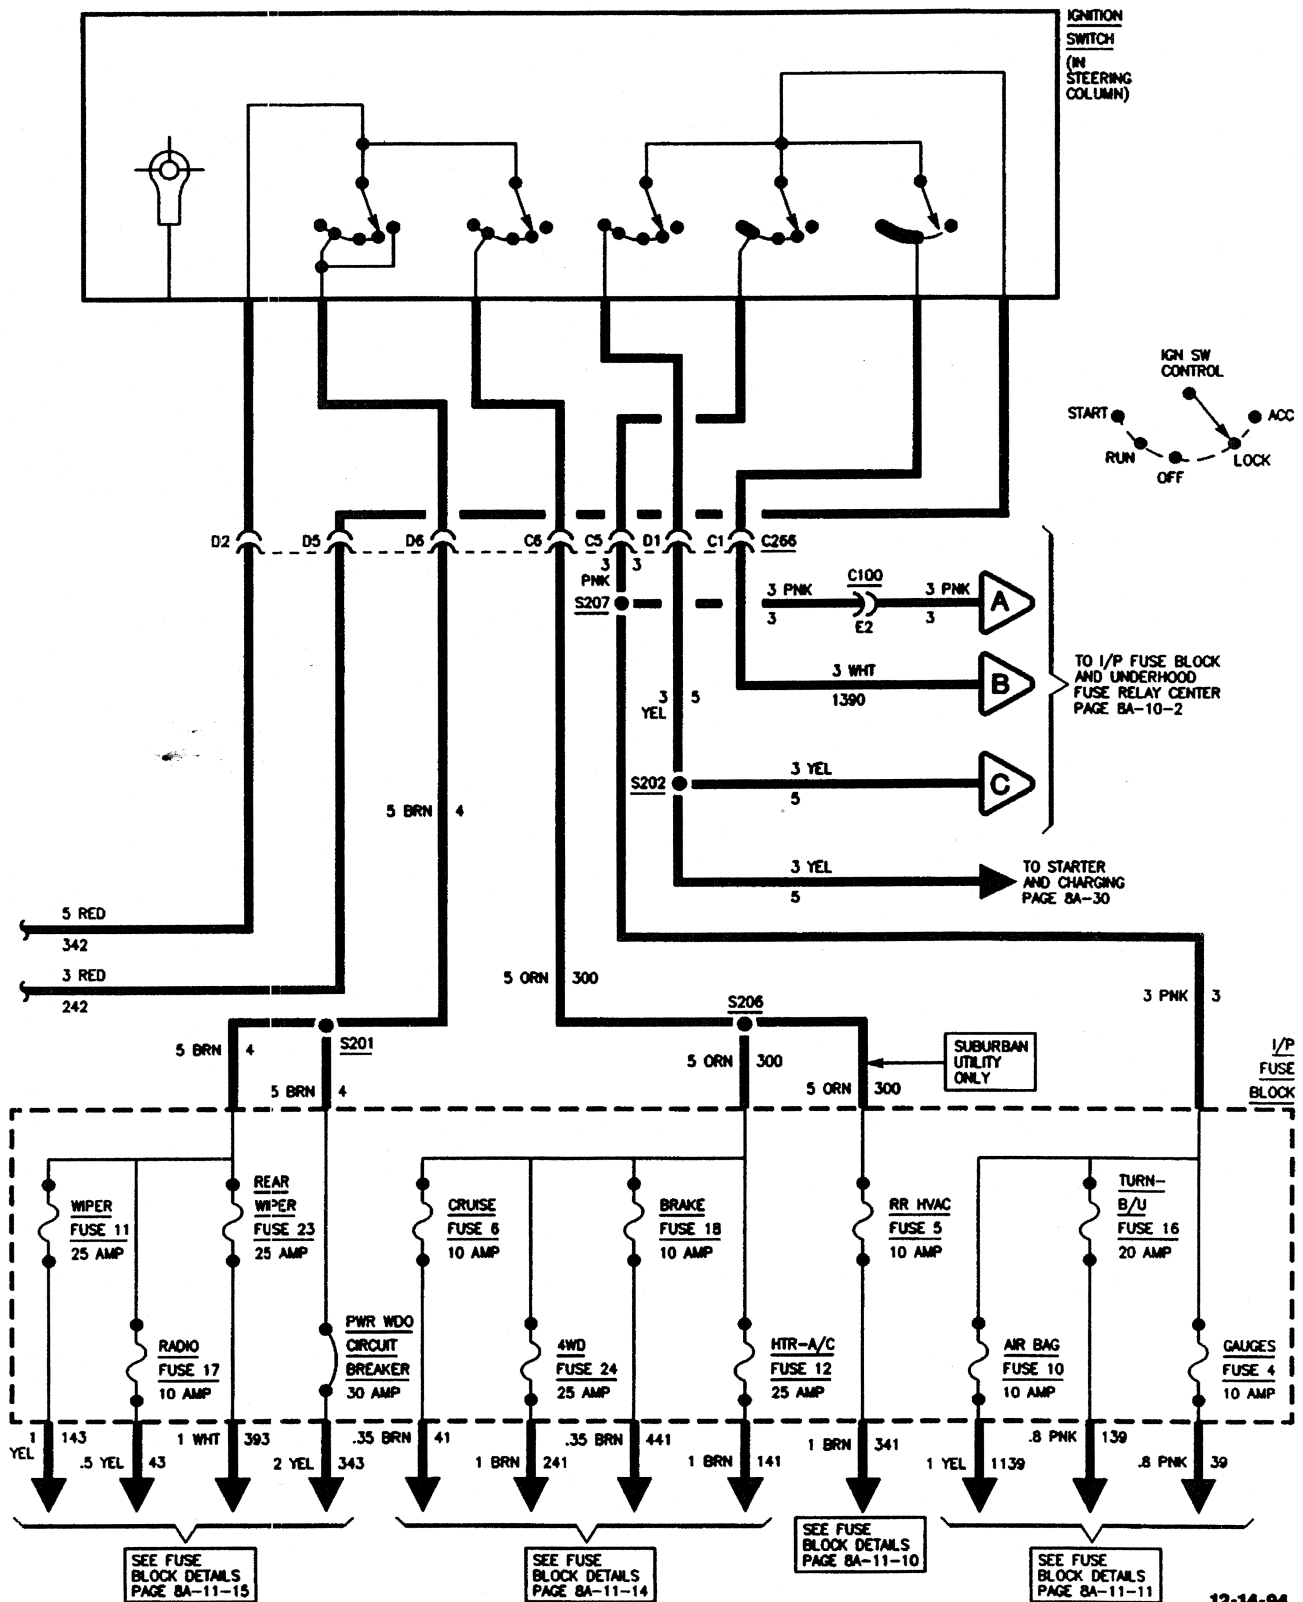 IGNITION
SWITCH
(IN
STEERING
COLUMN)
IGN SW
CONTROL
START
ACC
RUN
LOCK
OFF
D2
D5
D6
C6
C5
D1
C1
C266
3
3
PNK
S207
3 PNK
3
C100
E2
3 PNK
3
A
3 WHT
1390
B
TO I/P FUSE BLOCK
AND UNDERHOOD
FUSE RELAY CENTER
PAGE 8A-10-2
3
5
YEL
S202
3 YEL
5
C
5 BRN
4
3 YEL
5
TO STARTER
AND CHARGING
PAGE 8A-30
5 RED
342
3 RED
242
5 ORN
300
3 PNK
3
S206
S201
5 BRN
4
5 ORN
300
SUBURBAN
UTILITY
ONLY
5 BRN
4
5 ORN
300
I/P
FUSE
BLOCK
WIPER
FUSE 11
25 AMP
REAR
WIPER
FUSE 23
25 AMP
CRUISE
FUSE 6
10 AMP
BRAKE
FUSE 18
10 AMP
RR HVAC
FUSE 5
10 AMP
TURN-
B/U
FUSE 16
20 AMP
RADIO
FUSE 17
10 AMP
PWR WDO
CIRCUIT
BREAKER
30 AMP
4WD
FUSE 24
25 AMP
HTR-A/C
FUSE 12
25 AMP
AIR BAG
FUSE 10
10 AMP
GAUGES
FUSE 4
10 AMP
1
143
YEL
.5 YEL
43
1 WHT
393
2 YEL
343
.35 BRN
41
1 BRN
241
.35 BRN
441
1 BRN
141
1 BRN
341
1 YEL
1139
.8 PNK
139
.8 PNK
39
SEE FUSE
BLOCK DETAILS
PAGE 8A-11-15
SEE FUSE
BLOCK DETAILS
PAGE 8A-11-14
SEE FUSE
BLOCK DETAILS
PAGE 8A-11-10
SEE FUSE
BLOCK DETAILS
PAGE 8A-11-11
12-14-94